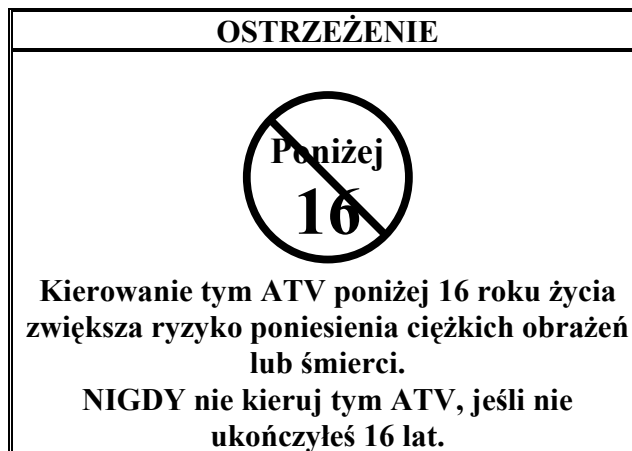 OSTRZEŻENIE
Poniżej
16
Kierowanie tym ATV poniżej 16 roku życia
zwiększa ryzyko poniesienia ciężkich obrażeń
lub śmierci.
NIGDY nie kieruj tym ATV, jeśli nie
ukończyłeś 16 lat.